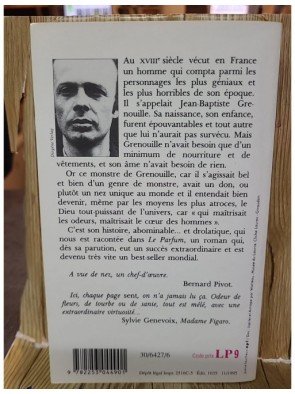 Au XVIIIᵉ siècle vécut en France
un homme qui compta parmi les
personnages les plus géniaux et
les plus horribles de son époque.
Il s'appelait Jean-Baptiste Gre-
nouille. Sa naissance, son enfance,
furent épouvantables et tout autre
que lui n'aurait pas survécu. Mais
Grenouille n'avait besoin que d'un
minimum de nourriture et de
vêtements, et son âme n'avait besoin de rien.
Or ce monstre de Grenouille, car il s'agissait bel
et bien d'un genre de monstre, avait un don, ou
plutôt un nez unique au monde et il entendait bien
devenir, même par les moyens les plus atroces, le
Dieu tout-puissant de l'univers, car « qui maîtrisait
les odeurs, maîtrisait le cœur des hommes ».
C'est son histoire, abominable... et drolatique, qui
nous est racontée dans Le Parfum, un roman qui,
dès sa parution, eut un succès extraordinaire et est
devenu très vite un best-seller mondial.
A vue de nez, un chef-d'œuvre.
Bernard Pivot.
Ici, chaque page sent, on n'a jamais lu ça. Odeur de
fleurs, de tourbe ou de sanie, tout est mêlé, avec une
extraordinaire virtuosité...
Sylvie Genevoix, Madame Figaro.
30/6427/6
Code prix LP9
9 782253 044901